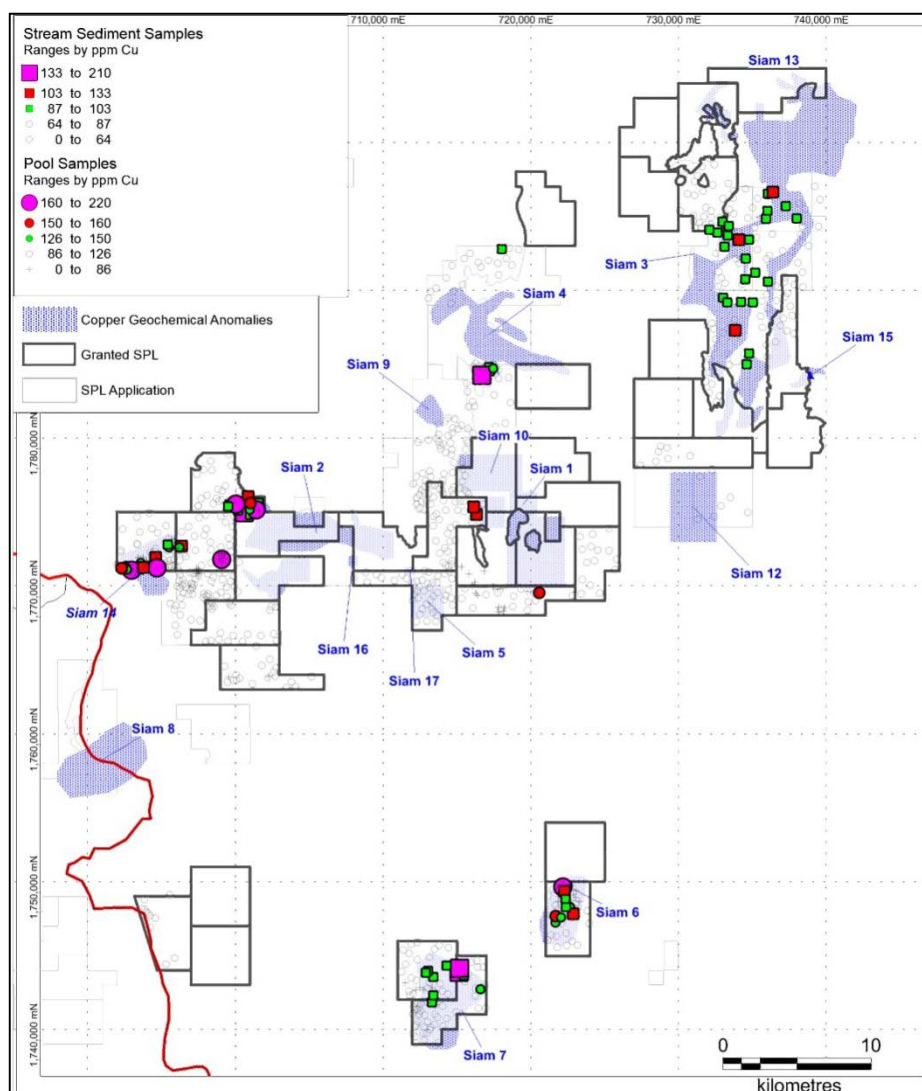 710,000 mE
720,000 mE
730,000 mE
740,000 mE
Stream Sediment Samples
Ranges by ppm Cu
133 to 210
103 to 133
87 to 103
64 to 87
0 to 64
Pool Samples
Ranges by ppm Cu
160 to 220
150 to 160
126 to 150
86 to 126
0 to 86
Copper Geochemical Anomalies
Granted SPL
SPL Application
Siam 13
Siam 3
Siam 4
Siam 15
Siam 9
1,780,000 mN
Siam 10
Siam 2
Siam 1
Siam 12
1,770,000 mN
Siam 14
Siam 16
Siam 5
Siam 17
Siam 8
1,760,000 mN
1,750,000 mN
Siam 6
1,740,000 mN
Siam 7
0 10
kilometres